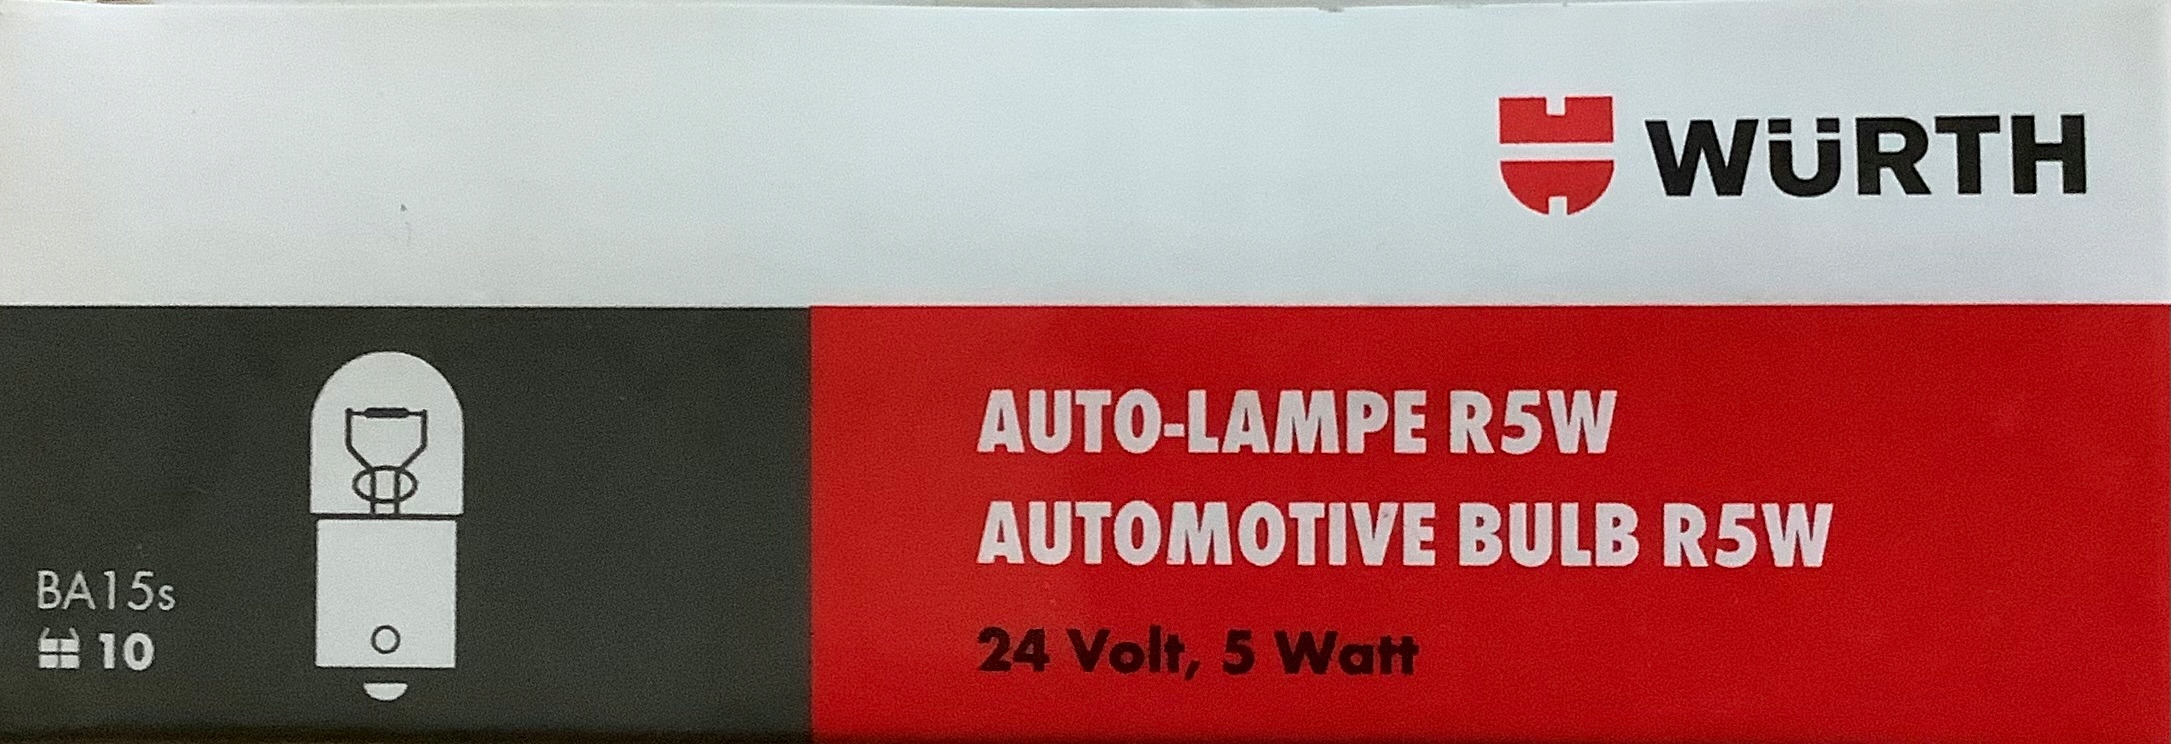 WÜRTH
AUTO-LAMPE R5W
AUTOMOTIVE BULB R5W
24 Volt, 5 Watt
BA15s
10